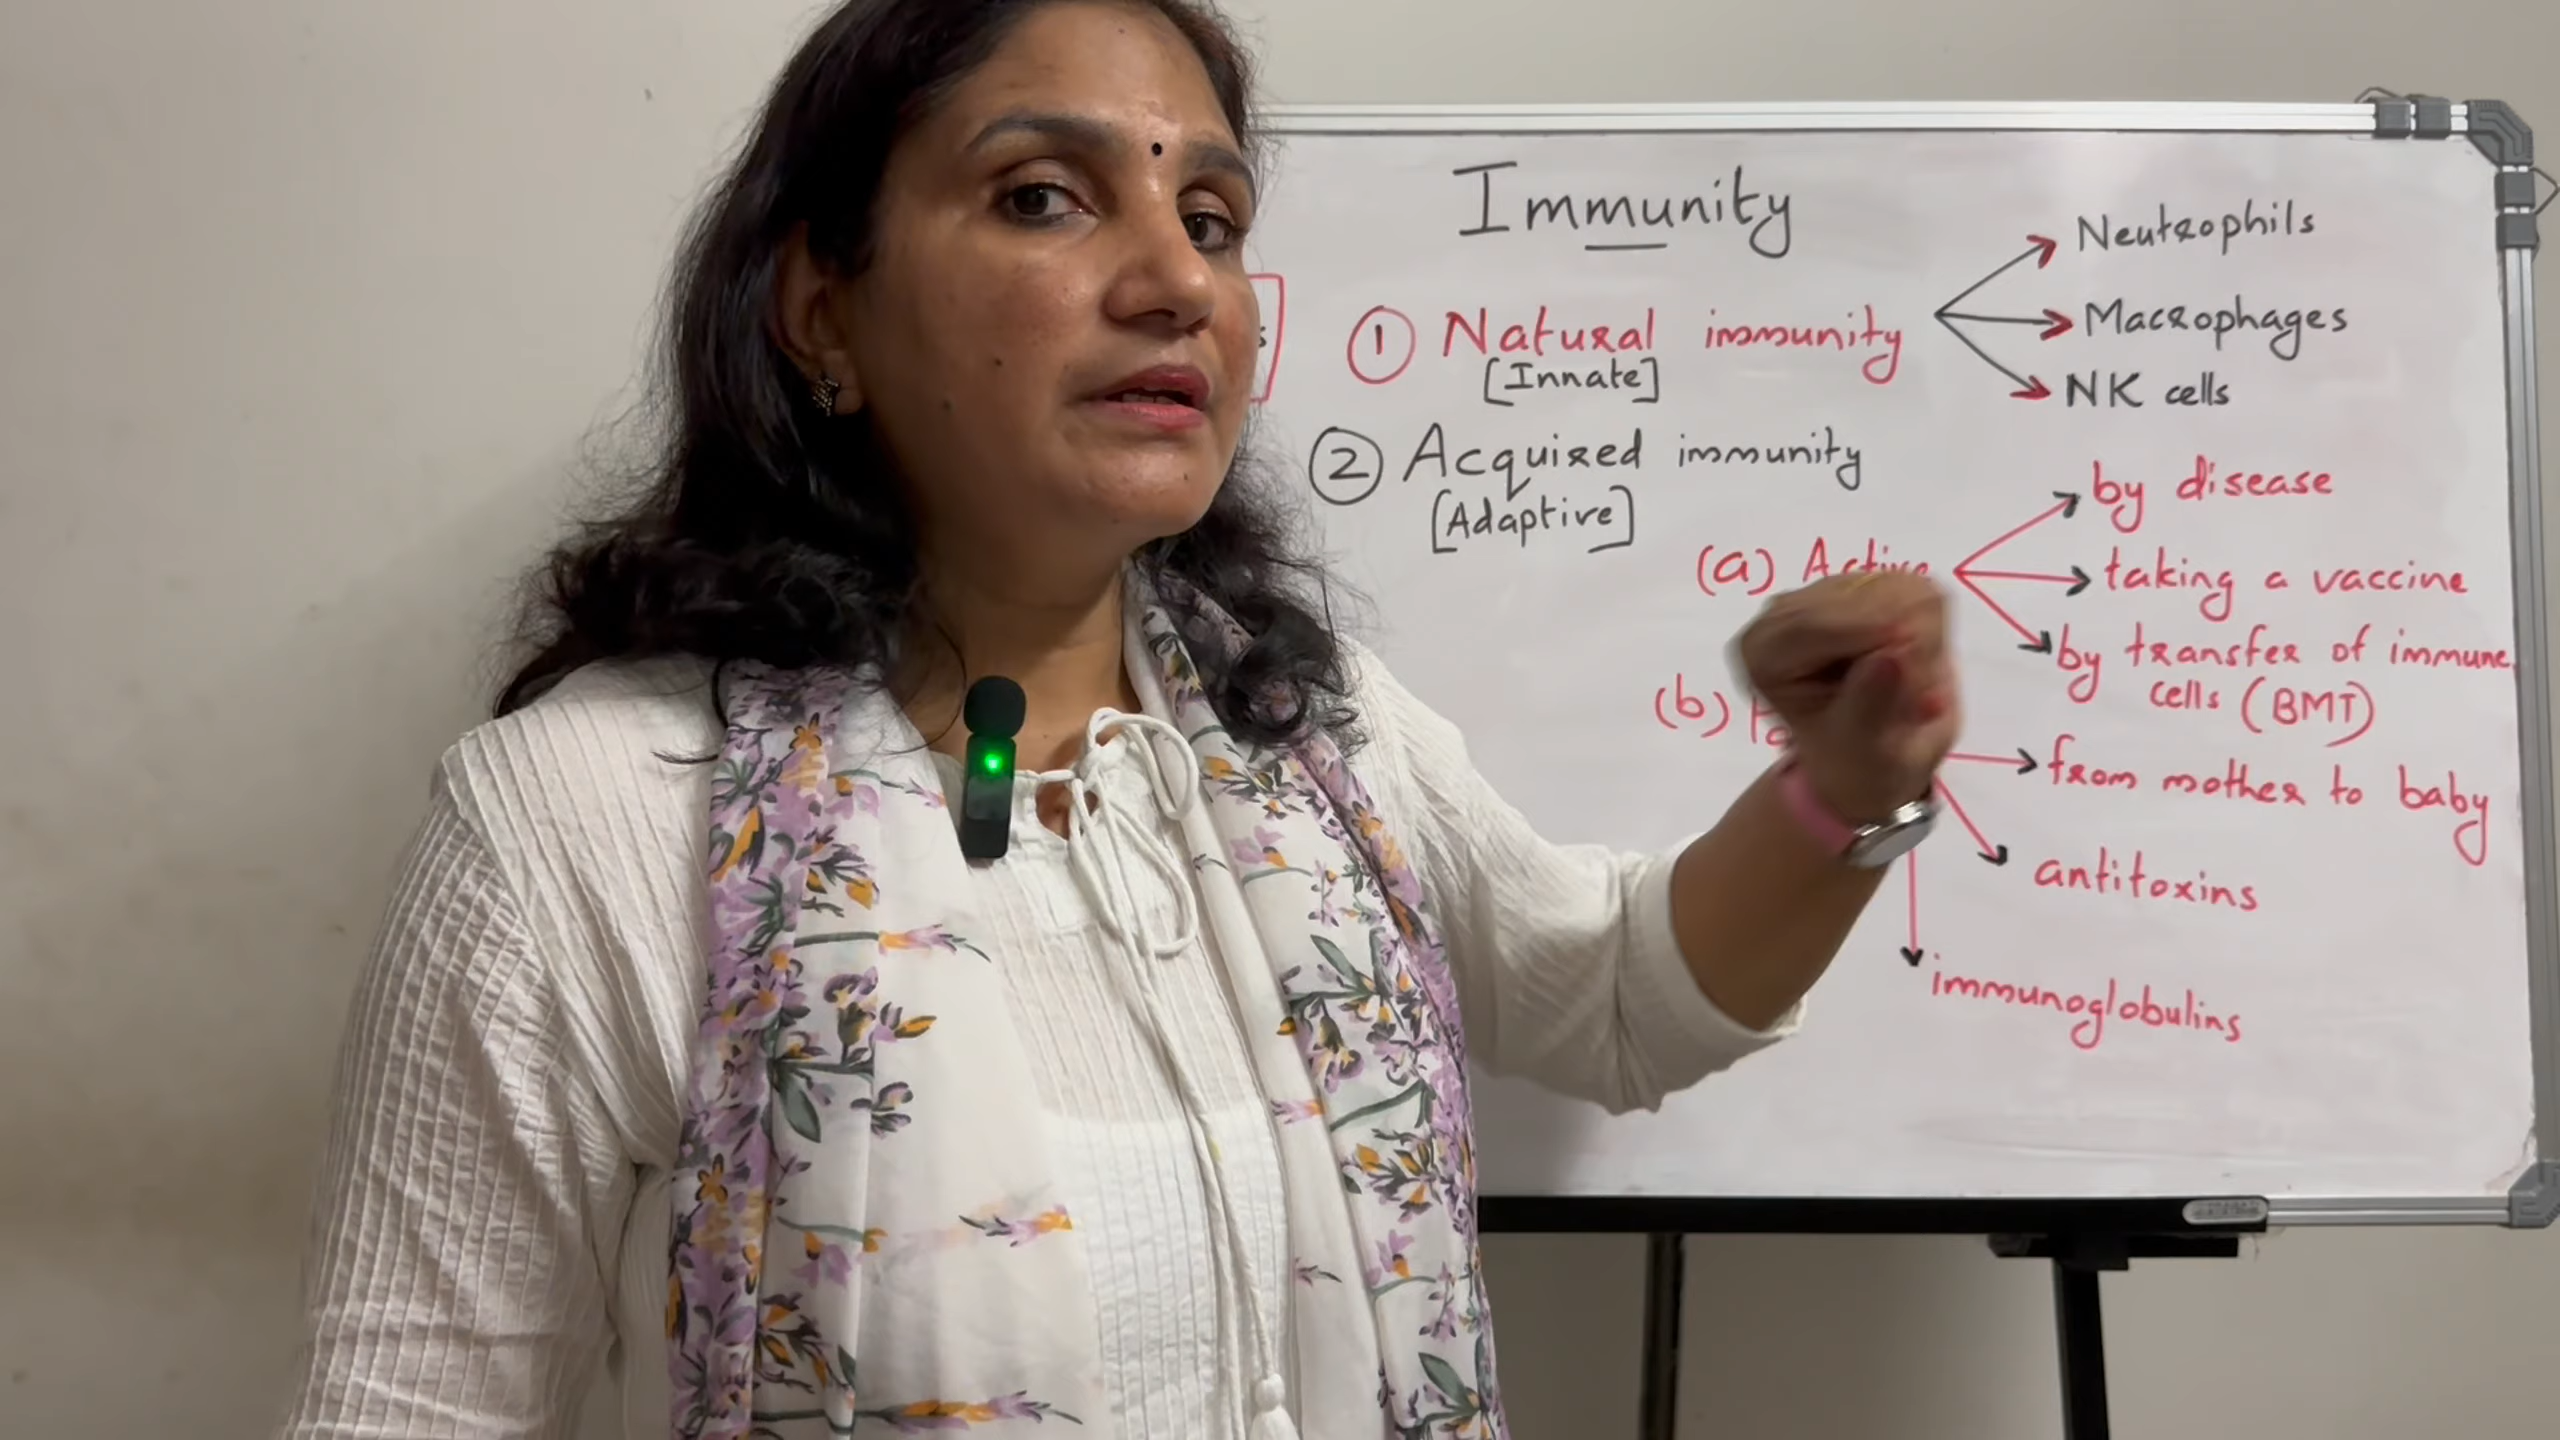 Immunity
① Natural immunity
[Innate]
Neutrophils
Macrophages
NK cells
② Acquired immunity
[Adaptive]
(a) Active
by disease
taking a vaccine
by transfer of immune
cells (BMT)
(b)
from mother to baby
antitoxins
immunoglobulins